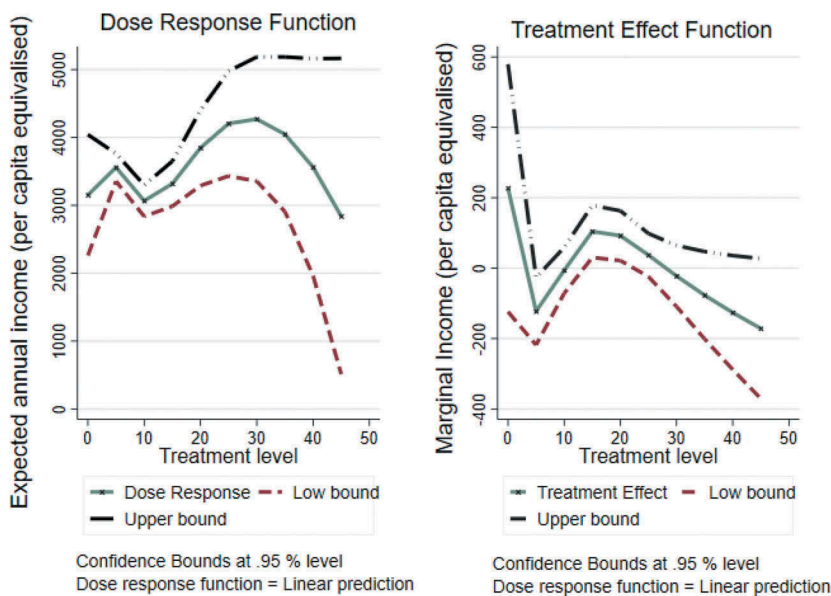 Dose Response Function
Expected annual income (per capita equivalised)
5000
4000
3000
2000
1000
0
0 10 20 30 40 50
Treatment level
Dose Response Low bound
Upper bound
Confidence Bounds at .95 % level
Dose response function = Linear prediction
Treatment Effect Function
Marginal Income (per capita equivalised)
600
400
200
0
-200
-400
0 10 20 30 40 50
Treatment level
Treatment Effect Low bound
Upper bound
Confidence Bounds at .95 % level
Dose response function = Linear prediction